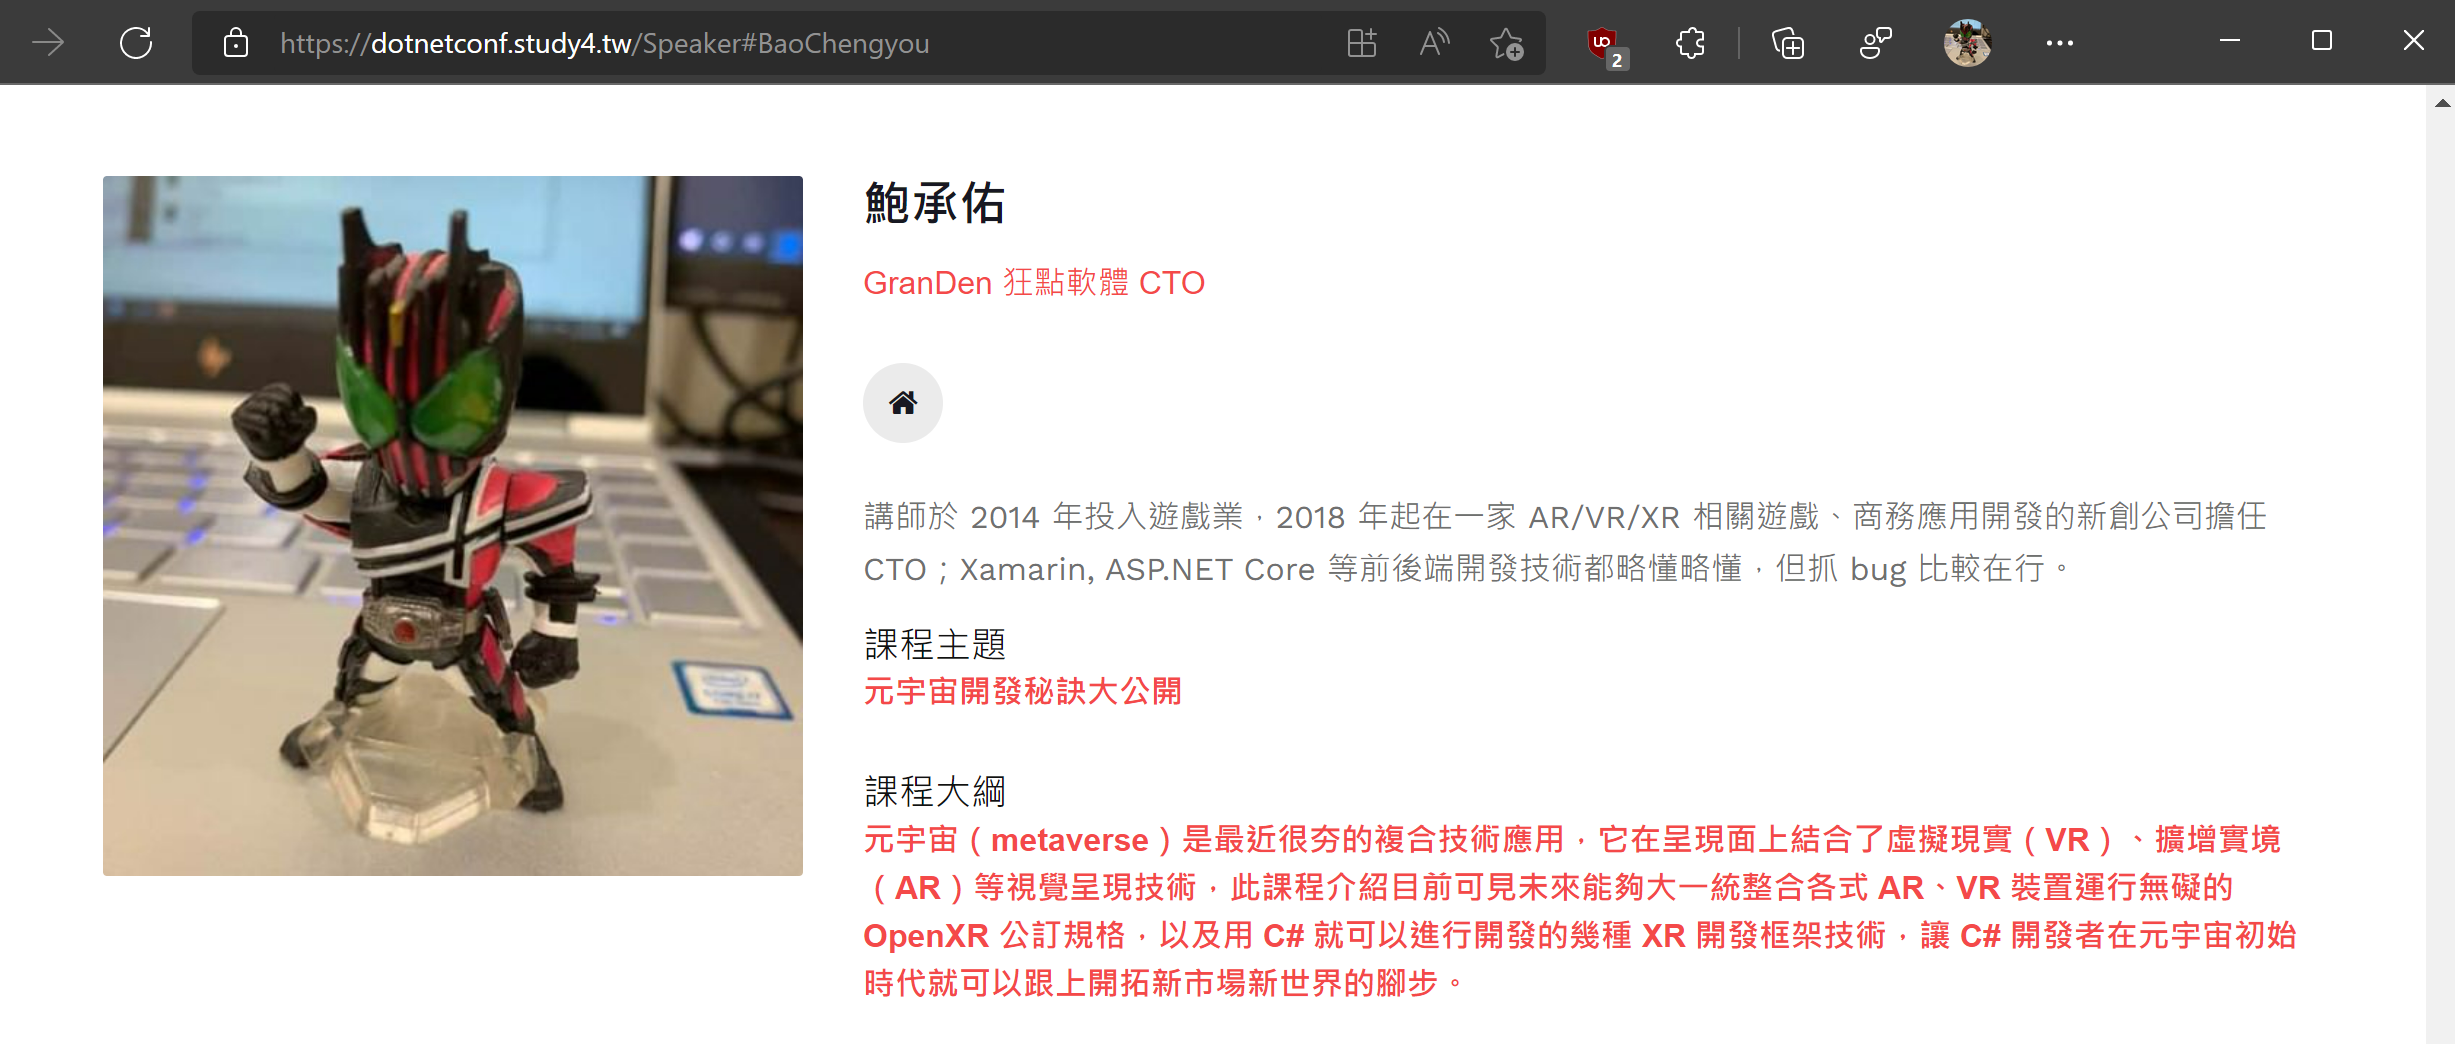 https://dotnetconf.study4.tw/Speaker#BaoChengyou
2
鮑承佑
GranDen 狂點軟體 CTO
講師於 2014 年投入遊戲業，2018 年起在一家 AR/VR/XR 相關遊戲、商務應用開發的新創公司擔任
CTO；Xamarin, ASP.NET Core 等前後端開發技術都略懂略懂，但抓 bug 比較在行。
課程主題
元宇宙開發秘訣大公開
課程大綱
元宇宙（metaverse）是最近很夯的複合技術應用，它在呈現面上結合了虛擬現實（VR）、擴增實境
（AR）等視覺呈現技術，此課程介紹目前可見未來能夠大一統整合各式 AR、VR 裝置運行無礙的
OpenXR 公訂規格，以及用 C# 就可以進行開發的幾種 XR 開發框架技術，讓 C# 開發者在元宇宙初始
時代就可以跟上開拓新市場新世界的腳步。